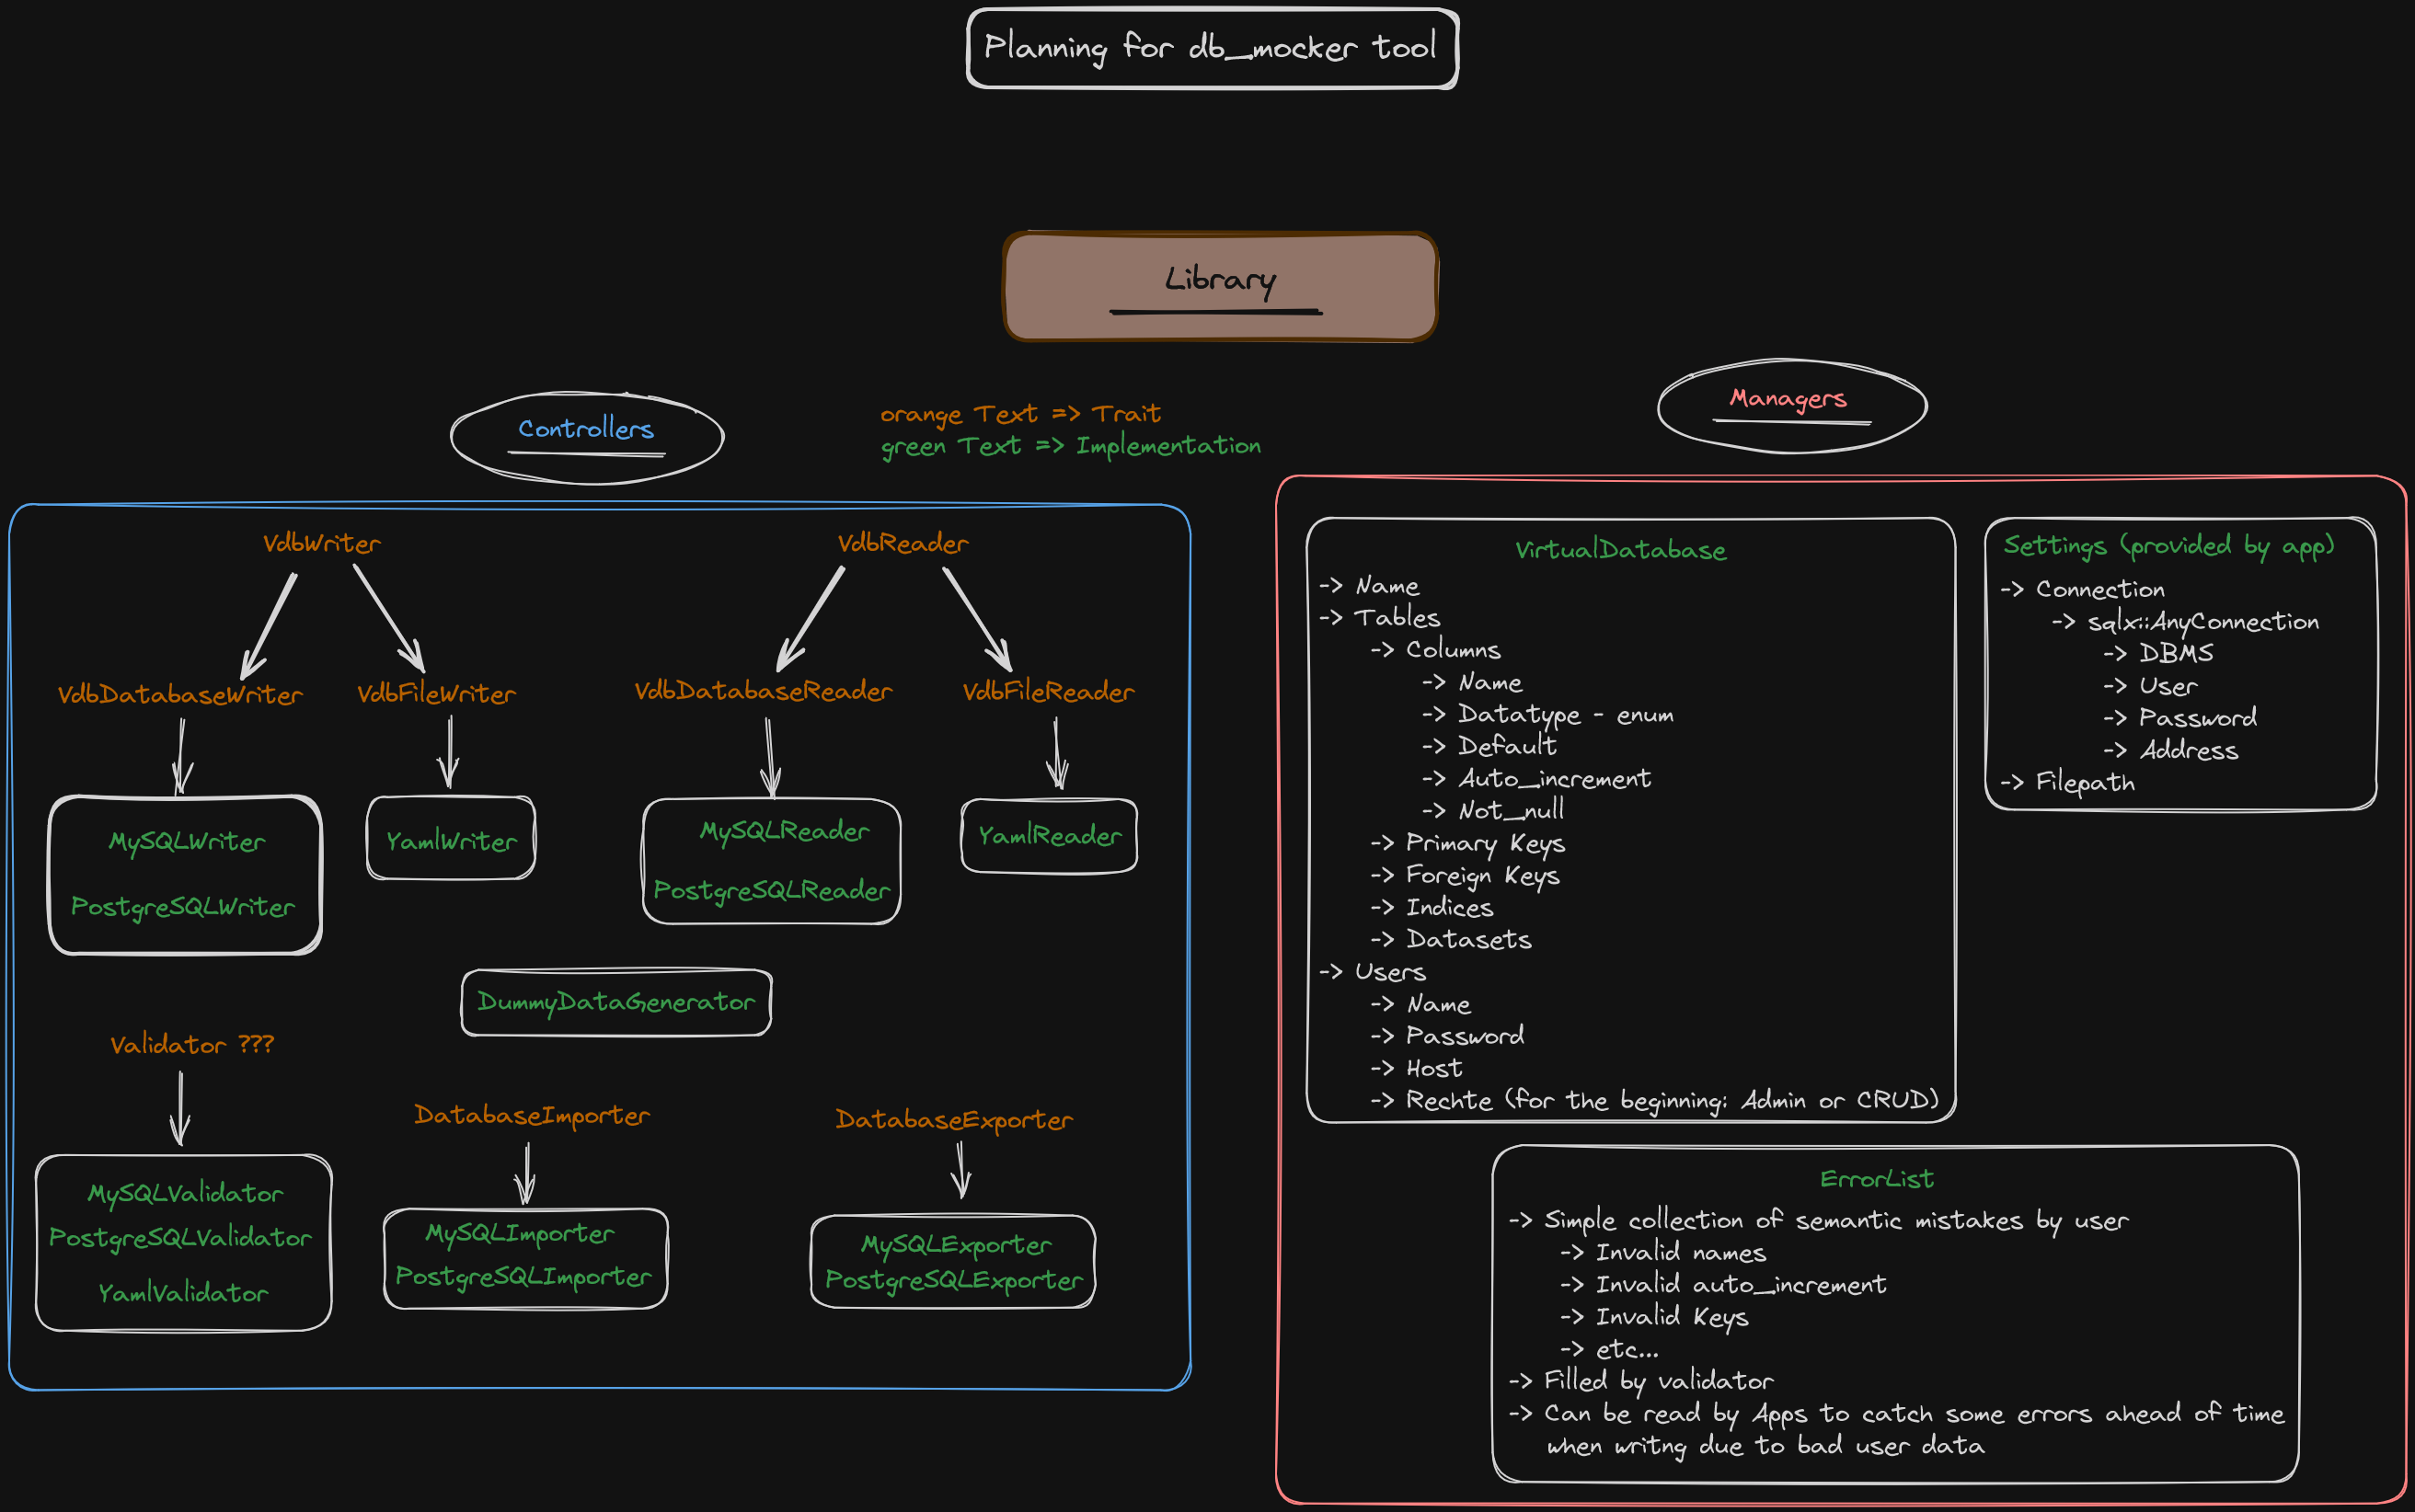 Planning for db_mocker tool
Library
Controllers
orange Text => Trait
green Text => Implementation
Managers
VdbWriter
VdbReader
VdbDatabaseWriter
VdbFileWriter
VdbDatabaseReader
VdbFileReader
MySQLWriter
PostgreSQLWriter
YamlWriter
MySQLReader
PostgreSQLReader
YamlReader
DummyDataGenerator
Validator ???
MySQLValidator
PostgreSQLValidator
YamlValidator
DatabaseImporter
MySQLImporter
PostgreSQLImporter
DatabaseExporter
MySQLExporter
PostgreSQLExporter
VirtualDatabase
-> Name
-> Tables
-> Columns
-> Name
-> Datatype - enum
-> Default
-> Auto_increment
-> Not_null
-> Primary Keys
-> Foreign Keys
-> Indices
-> Datasets
-> Users
-> Name
-> Password
-> Host
-> Rechte (for the beginning: Admin or CRUD)
Settings (provided by app)
-> Connection
-> sqlx::AnyConnection
-> DBMS
-> User
-> Password
-> Address
-> Filepath
ErrorList
-> Simple collection of semantic mistakes by user
-> Invalid names
-> Invalid auto_increment
-> Invalid Keys
-> etc...
-> Filled by validator
-> Can be read by Apps to catch some errors ahead of time
when writng due to bad user data